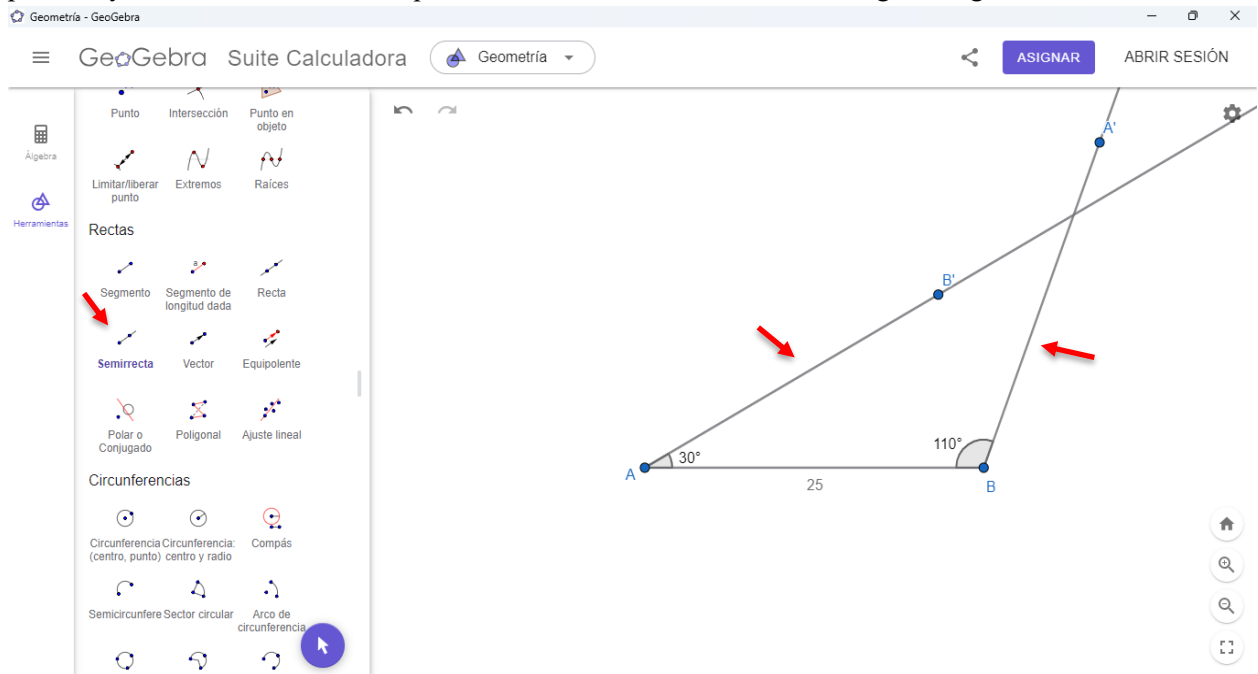 Geometría - GeoGebra
GeoGebra Suite Calculadora Geometría ASIGNAR ABRIR SESIÓN
Álgebra
Herramientas
Punto Intersección Punto en objeto
Limitar/liberar punto Extremos Raíces
Rectas
Segmento Segmento de longitud dada Recta
Semirrecta Vector Equipolente
Polar o Conjugado Poligonal Ajuste lineal
Circunferencias
Circunferencia (centro, punto) Circunferencia: centro y radio Compás
Semicircunfere Sector circular Arco de circunferencia
A'
B'
110°
30°
A
25
B